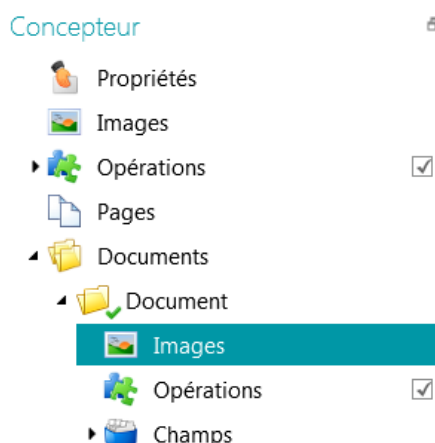 Concepteur
Propriétés
Images
Opérations
Pages
Documents
Document
Images
Opérations
Champs